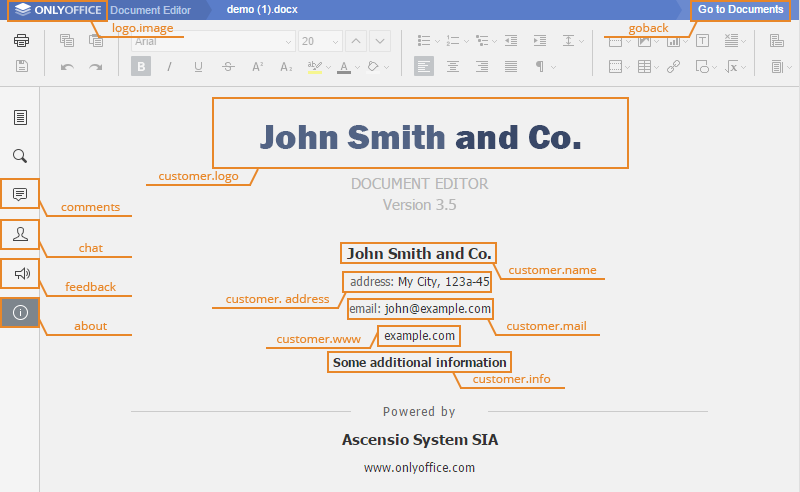 ONLYOFFICE Document Editor demo (1).docx Go to Documents
logo.image goback
Arial 20
B I U S A² A₂ A
John Smith and Co.
customer.logo
DOCUMENT EDITOR
Version 3.5
comments
chat
feedback
about
John Smith and Co.
customer.name
address: My City, 123a-45
customer. address
email: john@example.com
customer.mail
example.com
customer.www
Some additional information
customer.info
Powered by
Ascensio System SIA
www.onlyoffice.com